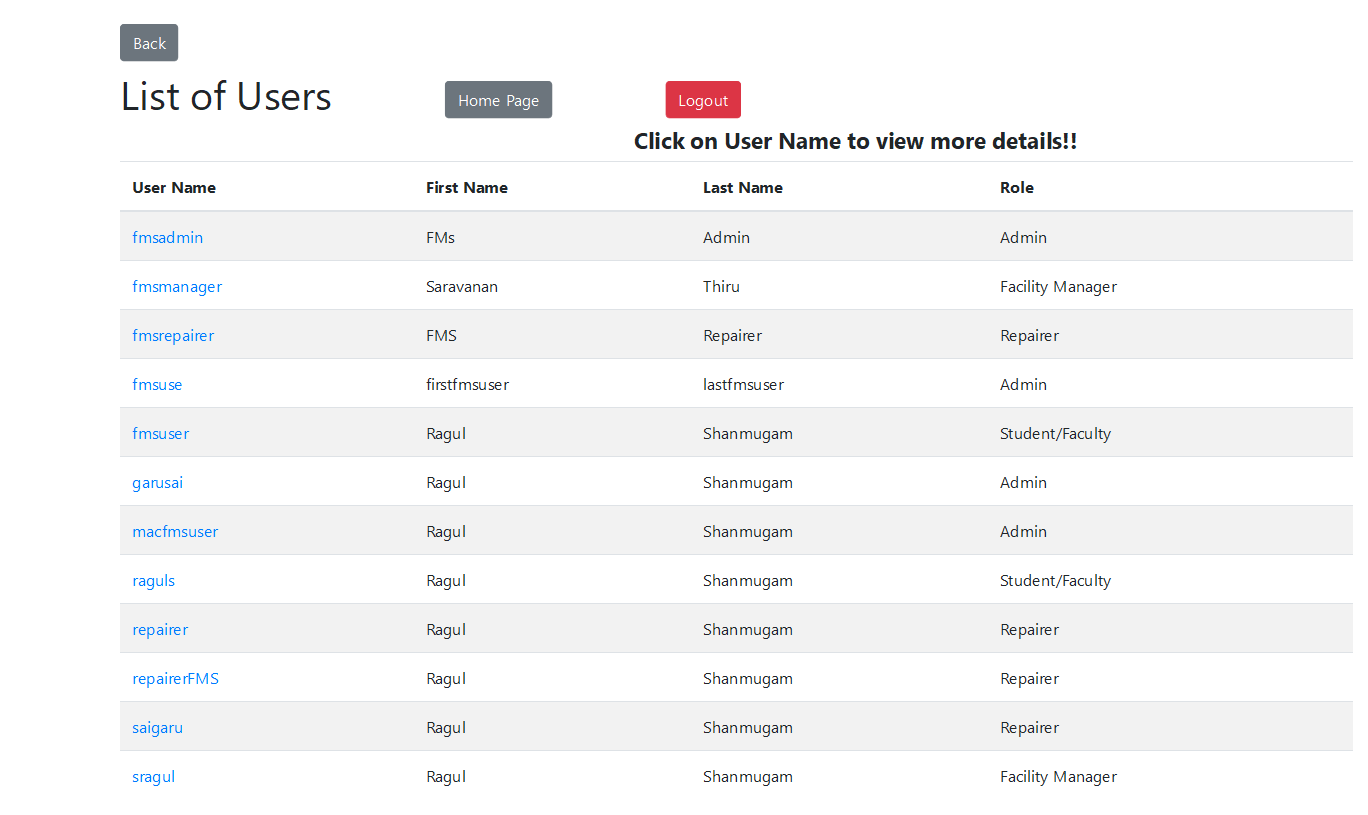 Back
List of Users Home Page Logout
Click on User Name to view more details!!
User Name First Name Last Name Role
fmsadmin FMs Admin Admin
fmsmanager Saravanan Thiru Facility Manager
fmsrepairer FMS Repairer Repairer
fmsuse firstfmsuser lastfmsuser Admin
fmsuser Ragul Shanmugam Student/Faculty
garusai Ragul Shanmugam Admin
macfmsuser Ragul Shanmugam Admin
raguls Ragul Shanmugam Student/Faculty
repairer Ragul Shanmugam Repairer
repairerFMS Ragul Shanmugam Repairer
saigaru Ragul Shanmugam Repairer
sragul Ragul Shanmugam Facility Manager